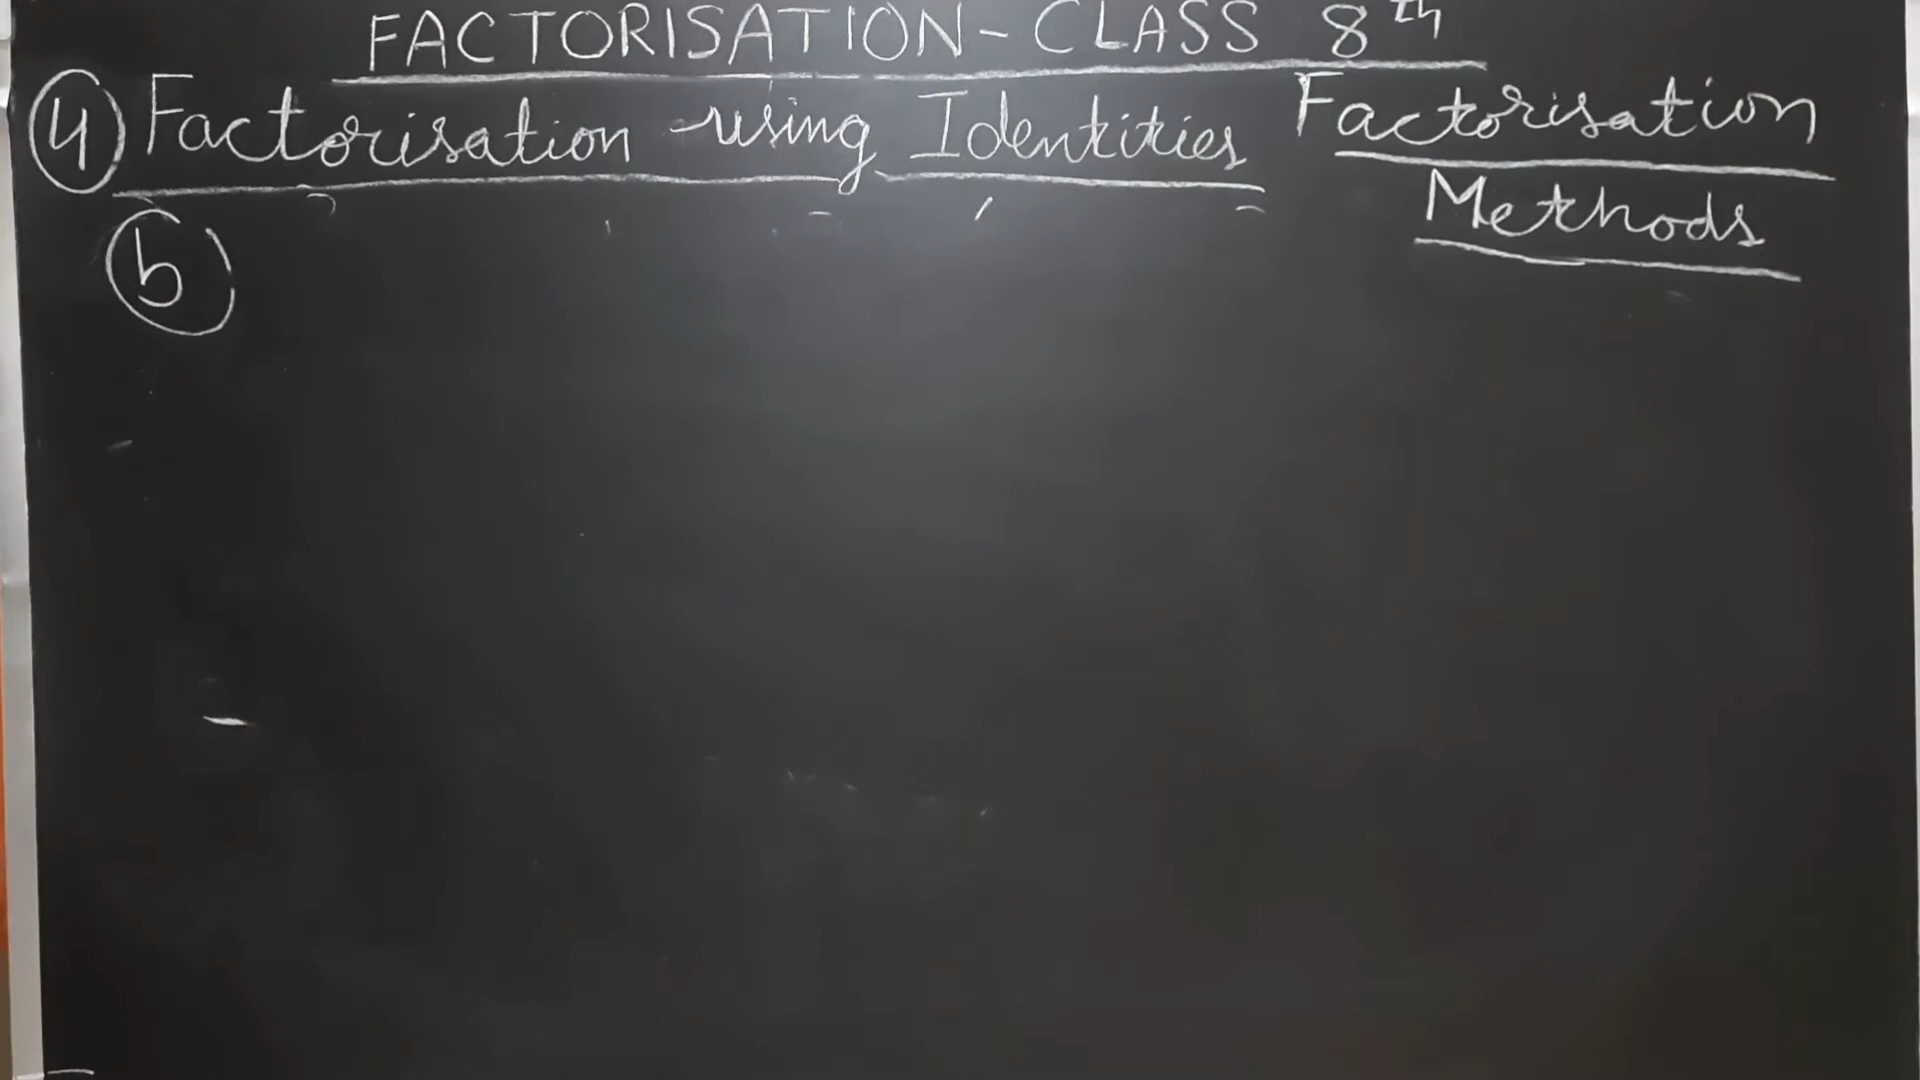 FACTORISATION - CLASS 8th
4 Factorisation using Identities
Factorisation
Methods
b